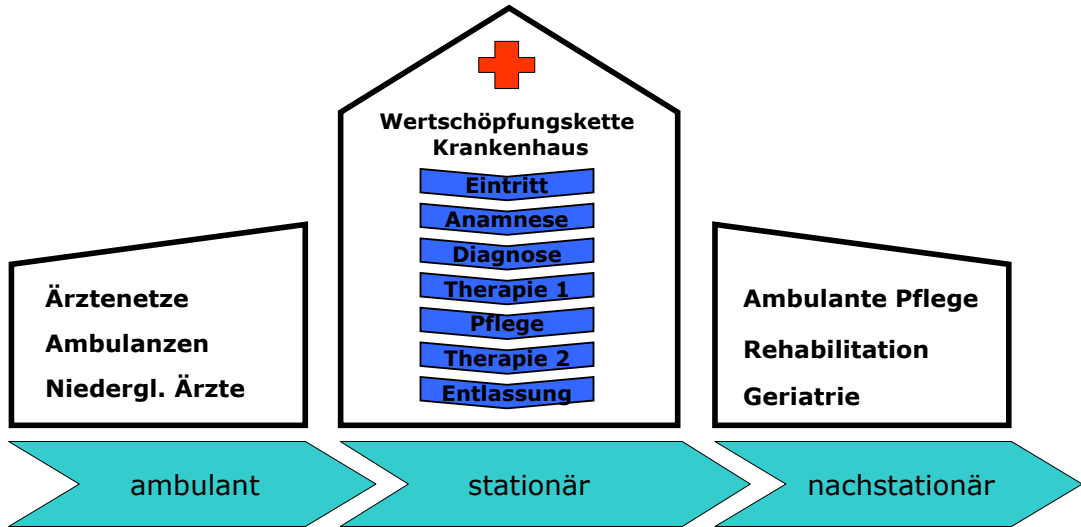 Wertschöpfungskette
Krankenhaus
Eintritt
Anamnese
Diagnose
Therapie 1
Pflege
Therapie 2
Entlassung
Ärztenetze
Ambulanzen
Niedergl. Ärzte
Ambulante Pflege
Rehabilitation
Geriatrie
ambulant
stationär
nachstationär